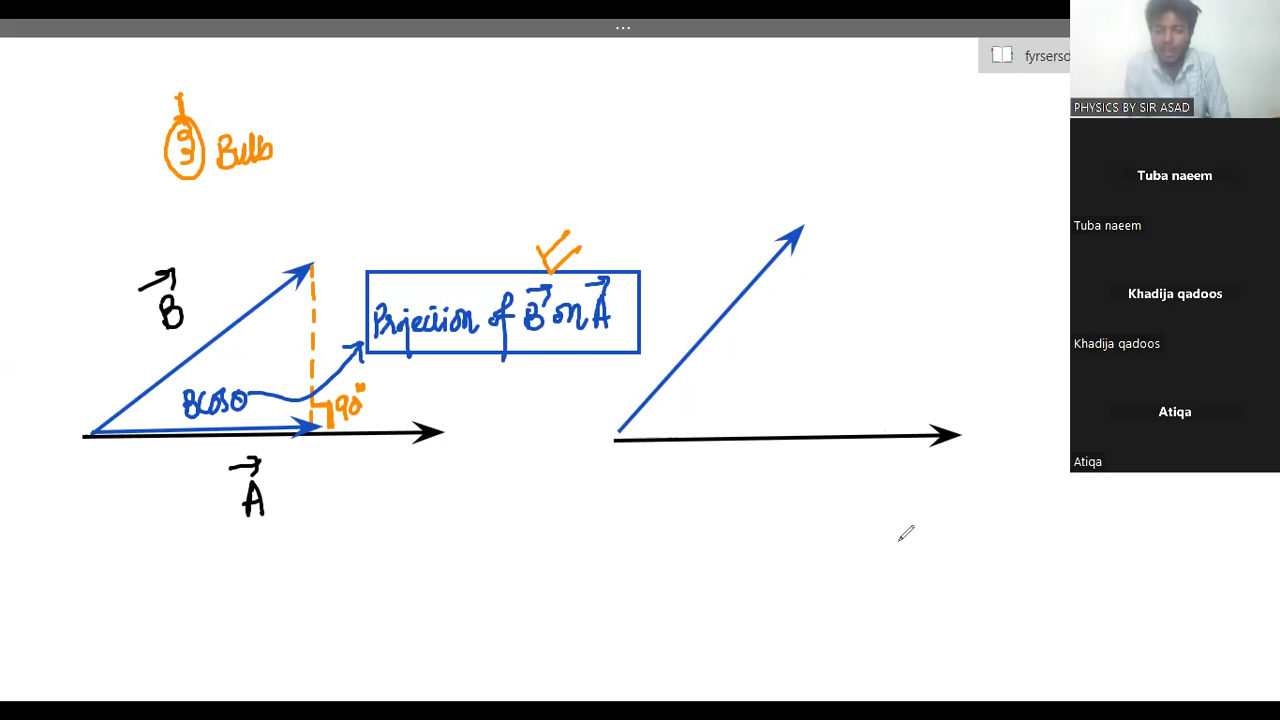 ...
fyrserso
PHYSICS BY SIR ASAD
Bulb
Tuba naeem
Tuba naeem
B
Projection of B on A
Khadija qadoos
Khadija qadoos
Bcosθ
90°
A
Atiqa
Atiqa